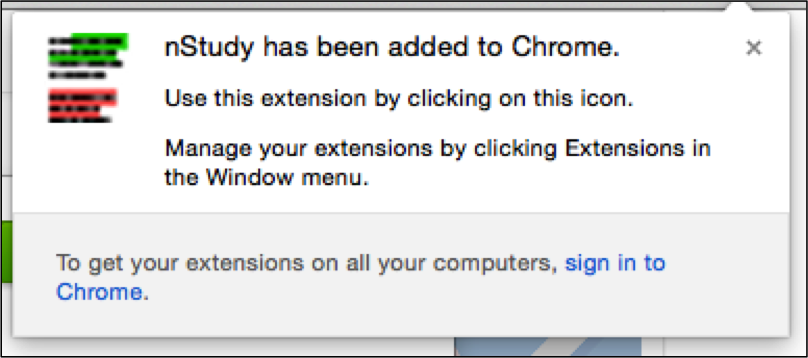 nStudy has been added to Chrome.
Use this extension by clicking on this icon.
Manage your extensions by clicking Extensions in
the Window menu.
To get your extensions on all your computers, sign in to
Chrome.